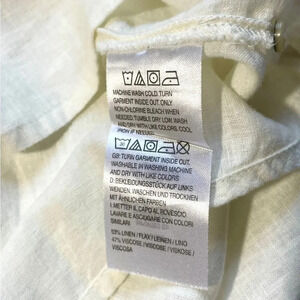 MACHINE WASH COLD. TURN
GARMENT INSIDE OUT. ONLY
NON-CHLORINE BLEACH WHEN
NEEDED. TUMBLE DRY LOW. WASH
AND DRY WITH LIKE COLORS. COOL
IRON IF NEEDED.
GB: TURN GARMENT INSIDE OUT.
WASHABLE IN WASHING MACHINE
AND DRY WITH LIKE COLORS
D: BEKLEIDUNGSSTÜCK AUF LINKS
WENDEN. WASCHEN UND TROCKNEN
MIT ÄHNLICHEN FARBEN
I: METTER IL CAPO AL ROVESCIO
LAVARE E ASCIUGARE CON COLORI
SIMILARI
53% LINEN / FLAX / LEINEN / LINO
47% VISCOSE / VISCOSE / VISKOSE /
VISCOSA